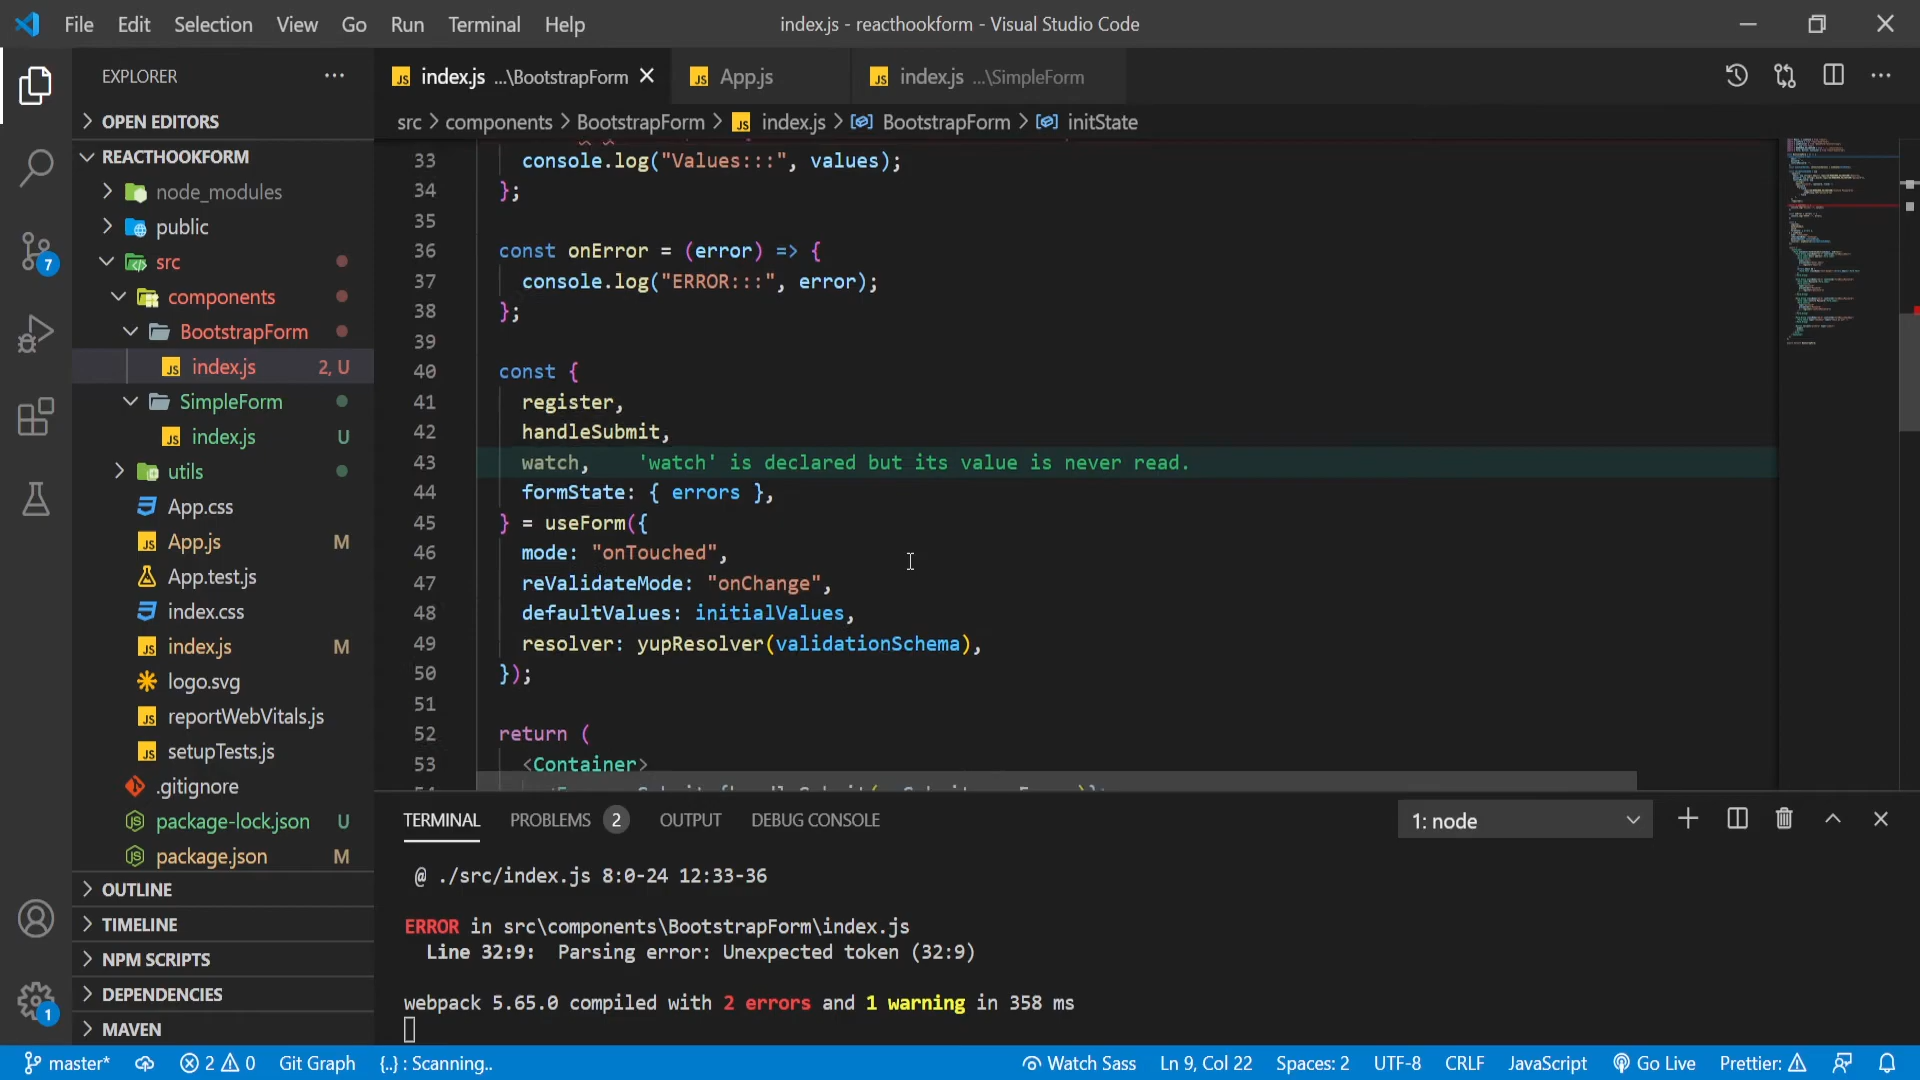 File Edit Selection View Go Run Terminal Help
index.js - reacthookform - Visual Studio Code
EXPLORER
index.js ...\BootstrapForm
App.js
index.js ...\SimpleForm
src > components > BootstrapForm > index.js > BootstrapForm > initState
OPEN EDITORS
REACTHOOKFORM
node_modules
public
src
components
BootstrapForm
index.js 2, U
SimpleForm
index.js U
utils
App.css
App.js M
App.test.js
index.css
index.js M
logo.svg
reportWebVitals.js
setupTests.js
.gitignore
package-lock.json U
package.json M
OUTLINE
TIMELINE
NPM SCRIPTS
DEPENDENCIES
MAVEN
7
1
33 console.log("Values:::", values);
34 };
35
36 const onError = (error) => {
37 console.log("ERROR:::", error);
38 };
39
40 const {
41 register,
42 handleSubmit,
43 watch, 'watch' is declared but its value is never read.
44 formState: { errors },
45 } = useForm({
46 mode: "onTouched",
47 reValidateMode: "onChange",
48 defaultValues: initialValues,
49 resolver: yupResolver(validationSchema),
50 });
51
52 return (
53 <Container>
TERMINAL PROBLEMS 2 OUTPUT DEBUG CONSOLE
1: node
@ ./src/index.js 8:0-24 12:33-36
ERROR in src\components\BootstrapForm\index.js
Line 32:9: Parsing error: Unexpected token (32:9)
webpack 5.65.0 compiled with 2 errors and 1 warning in 358 ms
master* 2 0 Git Graph {..} : Scanning.. Watch Sass Ln 9, Col 22 Spaces: 2 UTF-8 CRLF JavaScript Go Live Prettier: